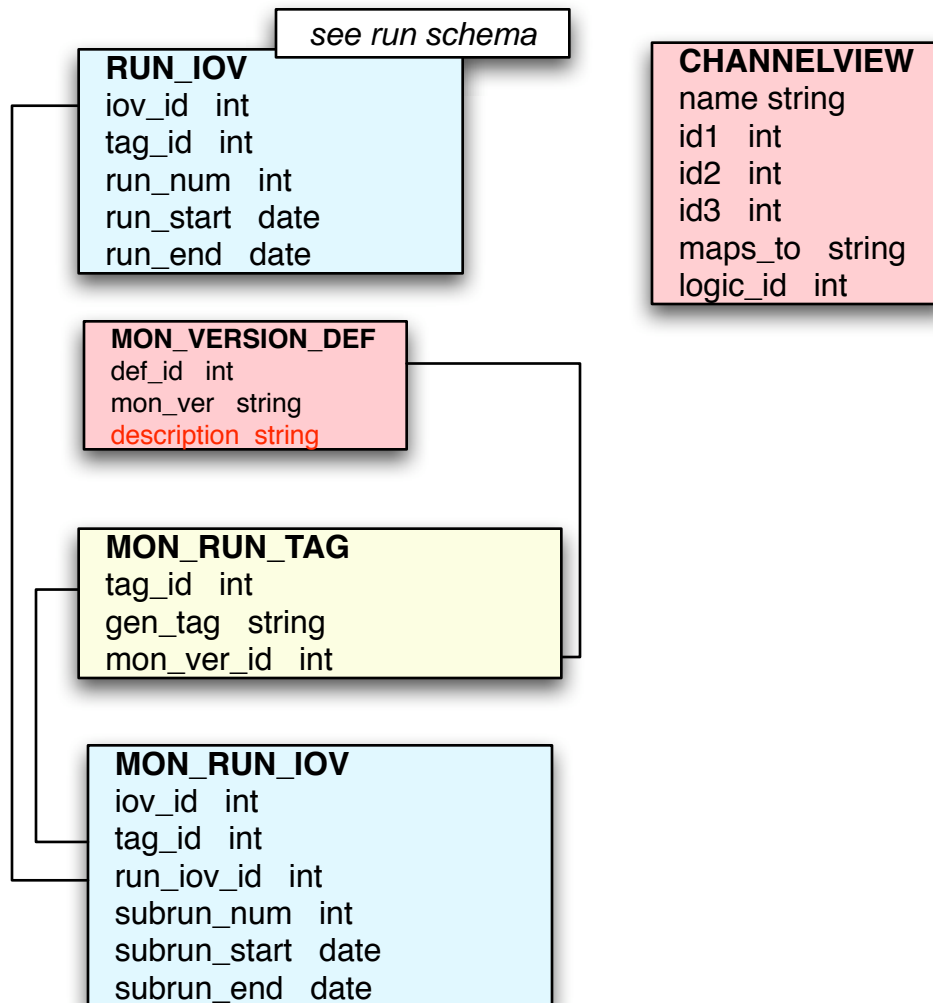 see run schema
RUN_IOV
iov_id int
tag_id int
run_num int
run_start date
run_end date
CHANNELVIEW
name string
id1 int
id2 int
id3 int
maps_to string
logic_id int
MON_VERSION_DEF
def_id int
mon_ver string
description string
MON_RUN_TAG
tag_id int
gen_tag string
mon_ver_id int
MON_RUN_IOV
iov_id int
tag_id int
run_iov_id int
subrun_num int
subrun_start date
subrun_end date